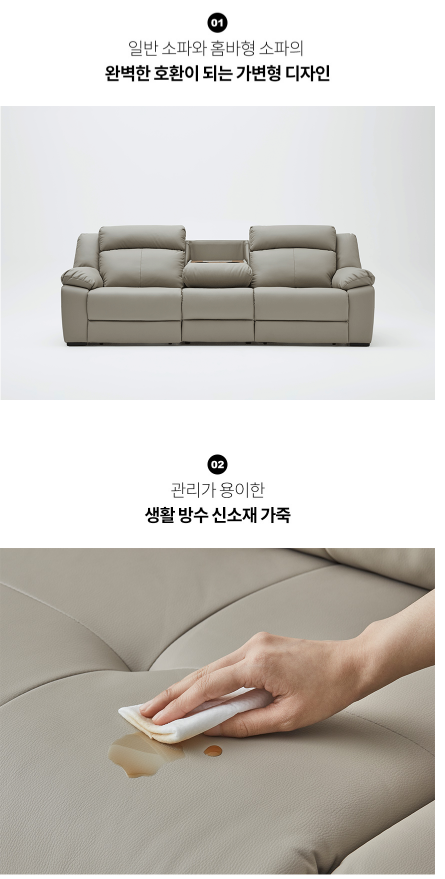 01
일반 소파와 홈바형 소파의
완벽한 호환이 되는 가변형 디자인
02
관리가 용이한
생활 방수 신소재 가죽